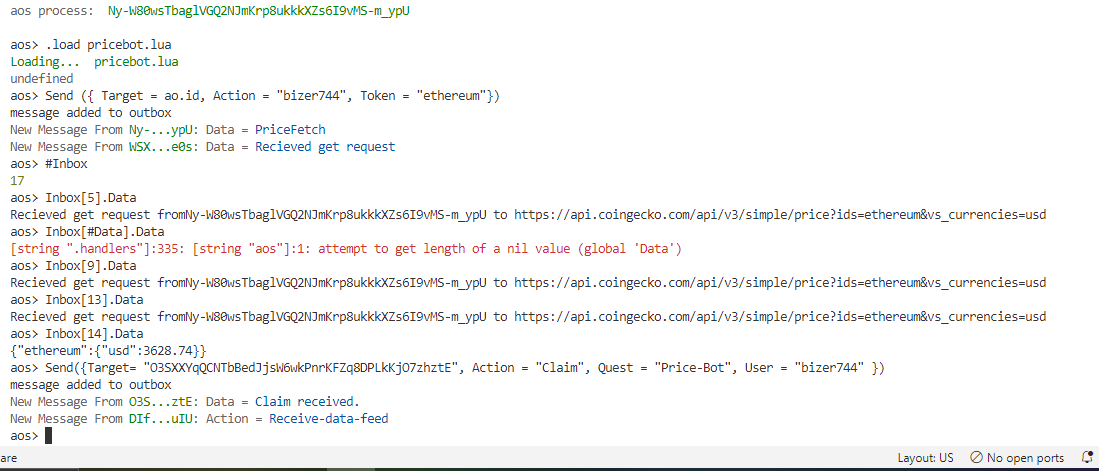 aos process: Ny-W80wsTbaglVGQ2NJmKrp8ukkkXZs6I9vMS-m_ypU
aos> .load pricebot.lua
Loading... pricebot.lua
undefined
aos> Send ({ Target = ao.id, Action = "bizer744", Token = "ethereum"})
message added to outbox
New Message From Ny-...ypU: Data = PriceFetch
New Message From WSX...e0s: Data = Recieved get request
aos> #Inbox
17
aos> Inbox[5].Data
Recieved get request fromNy-W80wsTbaglVGQ2NJmKrp8ukkkXZs6I9vMS-m_ypU to https://api.coingecko.com/api/v3/simple/price?ids=ethereum&vs_currencies=usd
aos> Inbox[#Data].Data
[string ".handlers"]:335: [string "aos"]:1: attempt to get length of a nil value (global 'Data')
aos> Inbox[9].Data
Recieved get request fromNy-W80wsTbaglVGQ2NJmKrp8ukkkXZs6I9vMS-m_ypU to https://api.coingecko.com/api/v3/simple/price?ids=ethereum&vs_currencies=usd
aos> Inbox[13].Data
Recieved get request fromNy-W80wsTbaglVGQ2NJmKrp8ukkkXZs6I9vMS-m_ypU to https://api.coingecko.com/api/v3/simple/price?ids=ethereum&vs_currencies=usd
aos> Inbox[14].Data
{"ethereum":{"usd":3628.74}}
aos> Send({Target= "O3SXXYqQCNTbBedJjsW6wkPnrKFZq8DPLkKjO7zhztE", Action = "Claim", Quest = "Price-Bot", User = "bizer744" })
message added to outbox
New Message From O3S...ztE: Data = Claim received.
New Message From DIf...uIU: Action = Receive-data-feed
aos>
are Layout: US No open ports